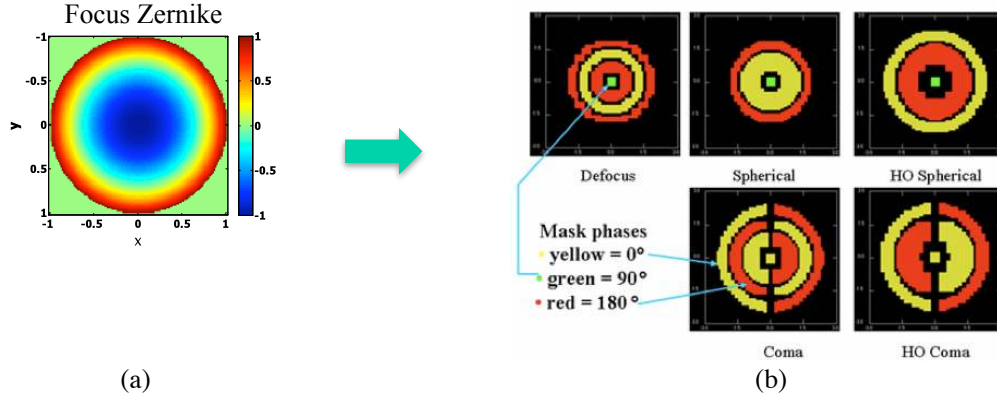 Focus Zernike
-1
-0.5
y
0
0.5
1
-1 -0.5 0 0.5 1
x
1
0.5
0
-0.5
-1
Defocus
Spherical
HO Spherical
Mask phases
yellow = 0°
green = 90°
red = 180°
Coma
HO Coma
(a)
(b)